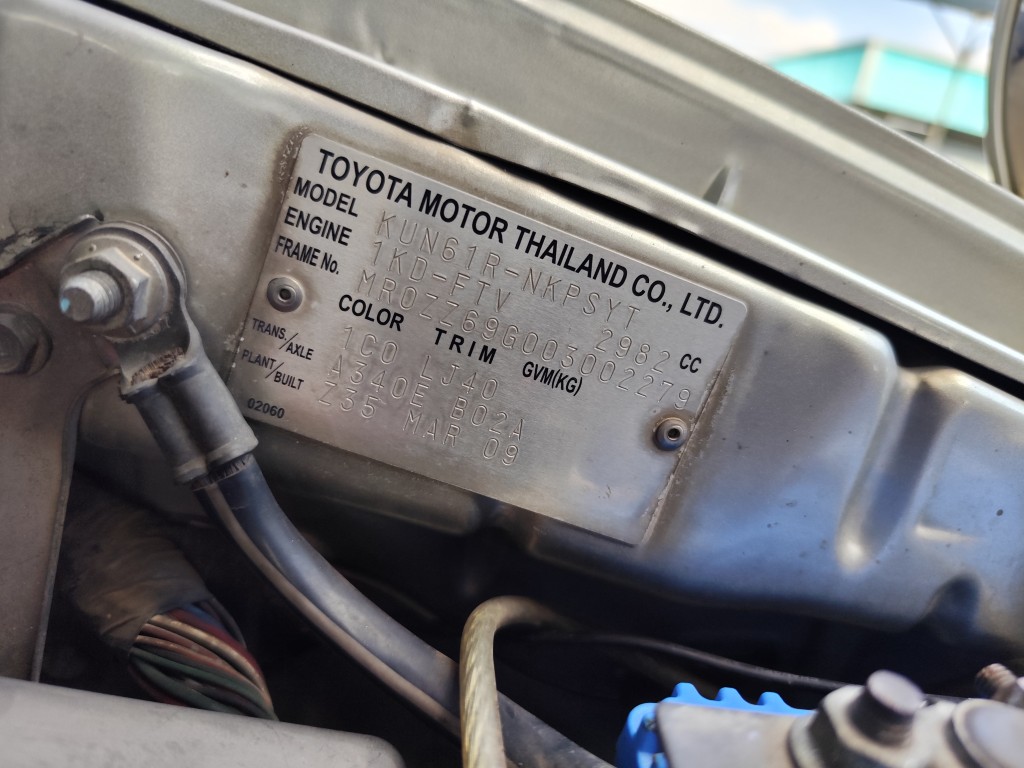 TOYOTA MOTOR THAILAND CO., LTD.
MODEL KUN61R-NKPSYT
ENGINE 1KD-FTV 2982 CC
FRAME No. MR0ZZ69G003002279
COLOR TRIM GVM(KG)
1C0 LJ40
TRANS/AXLE A340E B02A
PLANT/BUILT Z35 MAR 09
02060